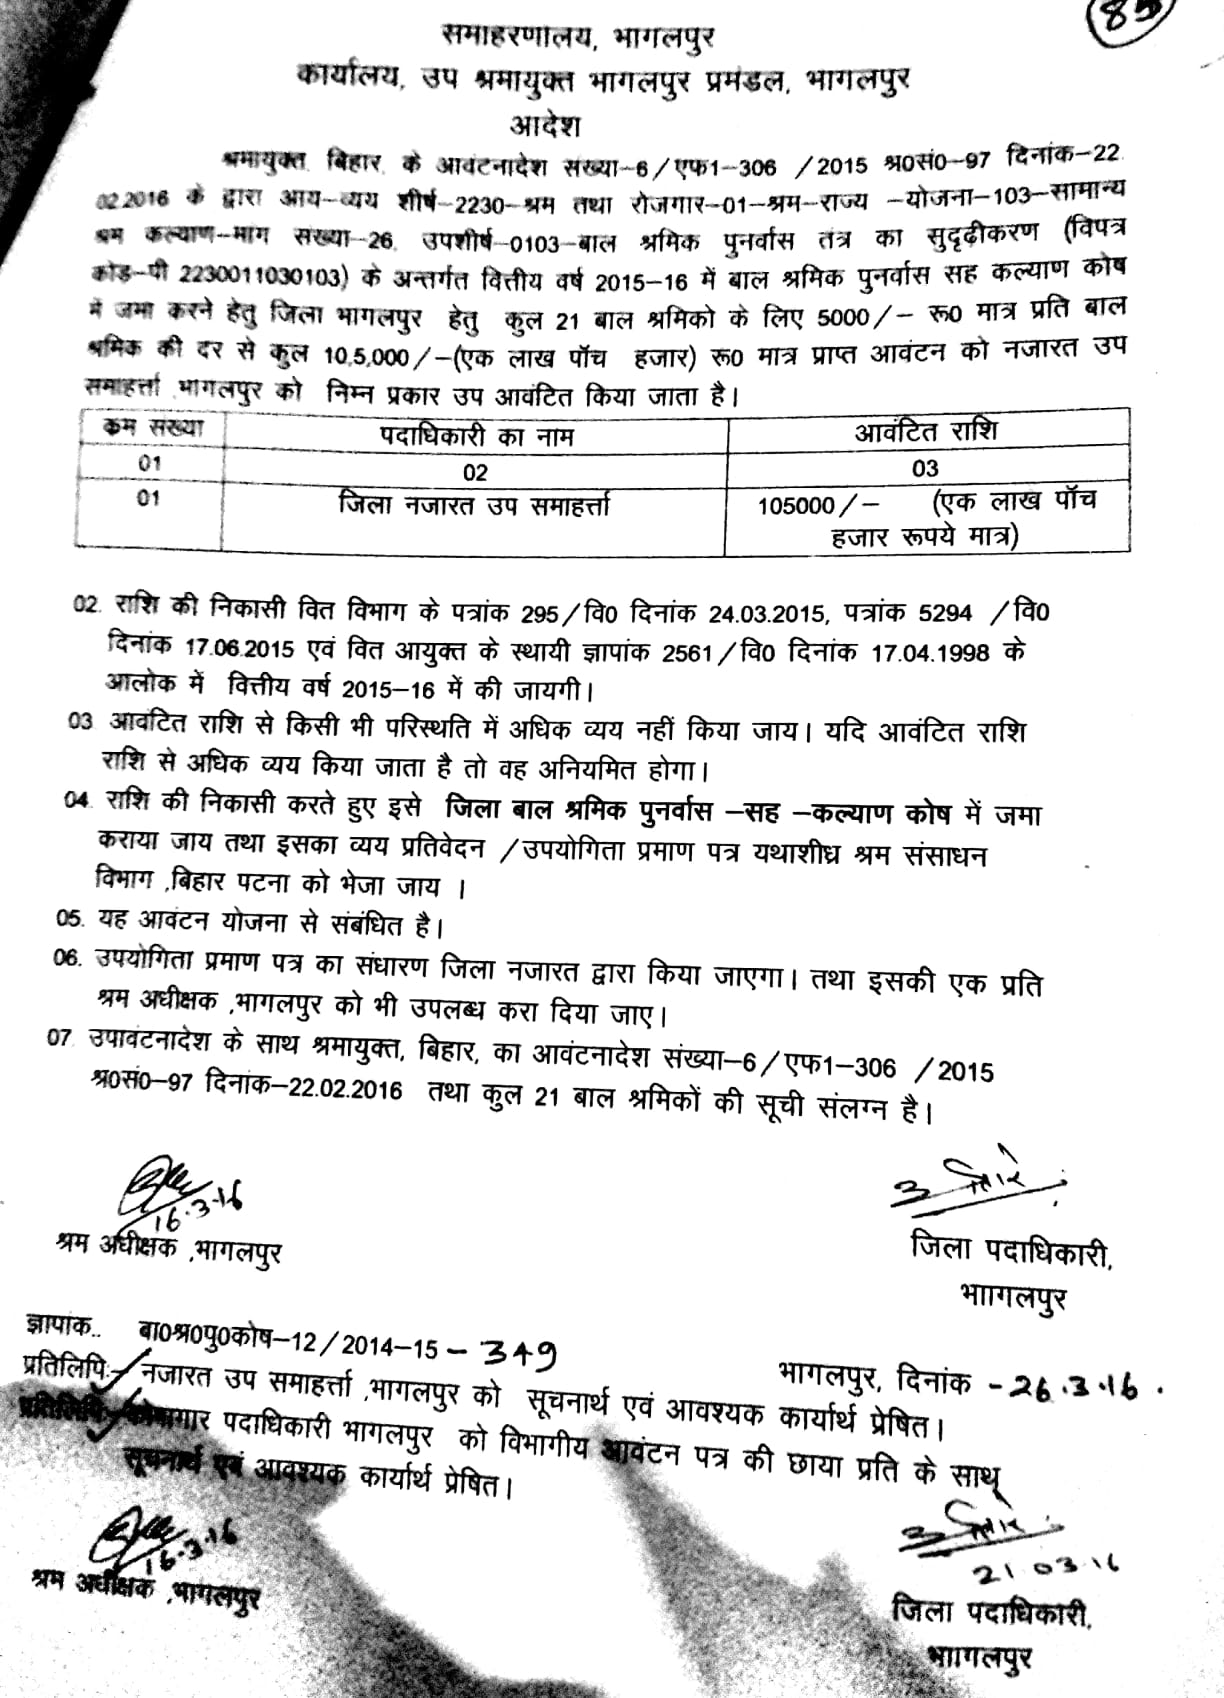 85
समाहरणालय, भागलपुर
कार्यालय, उप श्रमायुक्त भागलपुर प्रमंडल, भागलपुर
आदेश
श्रमायुक्त बिहार के आवंटनादेश संख्या–6/एफ1–306 /2015 श्र0सं0–97 दिनांक–22
02.2016 के द्वारा आय–व्यय शीर्ष–2230–श्रम तथा रोजगार–01–श्रम–राज्य –योजना–103–सामान्य
श्रम कल्याण–मांग संख्या–26, उपशीर्ष–0103–बाल श्रमिक पुनर्वास तंत्र का सुदृढ़ीकरण (विपत्र
कोड–पी 2230011030103) के अन्तर्गत वित्तीय वर्ष 2015–16 में बाल श्रमिक पुनर्वास सह कल्याण कोष
में जमा करने हेतु जिला भागलपुर हेतु कुल 21 बाल श्रमिको के लिए 5000/– रू0 मात्र प्रति बाल
श्रमिक की दर से कुल 10,5,000/–(एक लाख पॉच हजार) रू0 मात्र प्राप्त आवंटन को नजारत उप
समाहर्त्ता ,भागलपुर को निम्न प्रकार उप आवंटित किया जाता है।
कम संख्या पदाधिकारी का नाम आवंटित राशि
01 02 03
01 जिला नजारत उप समाहर्त्ता 105000/– (एक लाख पॉच
हजार रूपये मात्र)
02. राशि की निकासी वित विभाग के पत्रांक 295/वि0 दिनांक 24.03.2015, पत्रांक 5294 /वि0
दिनांक 17.06.2015 एवं वित आयुक्त के स्थायी ज्ञापांक 2561/वि0 दिनांक 17.04.1998 के
आलोक में वित्तीय वर्ष 2015–16 में की जायगी।
03 आवंटित राशि से किसी भी परिस्थति में अधिक व्यय नहीं किया जाय। यदि आवंटित राशि
राशि से अधिक व्यय किया जाता है तो वह अनियमित होगा।
04. राशि की निकासी करते हुए इसे जिला बाल श्रमिक पुनर्वास –सह –कल्याण कोष में जमा
कराया जाय तथा इसका व्यय प्रतिवेदन /उपयोगिता प्रमाण पत्र यथाशीध्र श्रम संसाधन
विभाग ,बिहार पटना को भेजा जाय ।
05. यह आवंटन योजना से संबंधित है।
06. उपयोगिता प्रमाण पत्र का संधारण जिला नजारत द्वारा किया जाएगा। तथा इसकी एक प्रति
श्रम अधीक्षक ,भागलपुर को भी उपलब्ध करा दिया जाए।
07. उपावंटनादेश के साथ श्रमायुक्त, बिहार, का आवंटनादेश संख्या–6/एफ1–306 /2015
श्र0सं0–97 दिनांक–22.02.2016 तथा कुल 21 बाल श्रमिकों की सूची संलग्न है।
16.3.16
श्रम अधीक्षक ,भागलपुर
जिला पदाधिकारी,
भाागलपुर
ज्ञापांक.. बा0श्र0पु0कोष–12/2014–15 – 349
भागलपुर, दिनांक –26.3.16.
प्रतिलिपिः– नजारत उप समाहर्त्ता ,भागलपुर को सूचनार्थ एवं आवश्यक कार्यार्थ प्रेषित।
प्रतिलिपिः– कोषागार पदाधिकारी भागलपुर को विभागीय आवंटन पत्र की छाया प्रति के साथ्
सूचनार्थ एवं आवश्यक कार्यार्थ प्रेषित।
16.3.16
श्रम अधीक्षक ,भागलपुर
21.03.16
जिला पदाधिकारी,
भाागलपुर